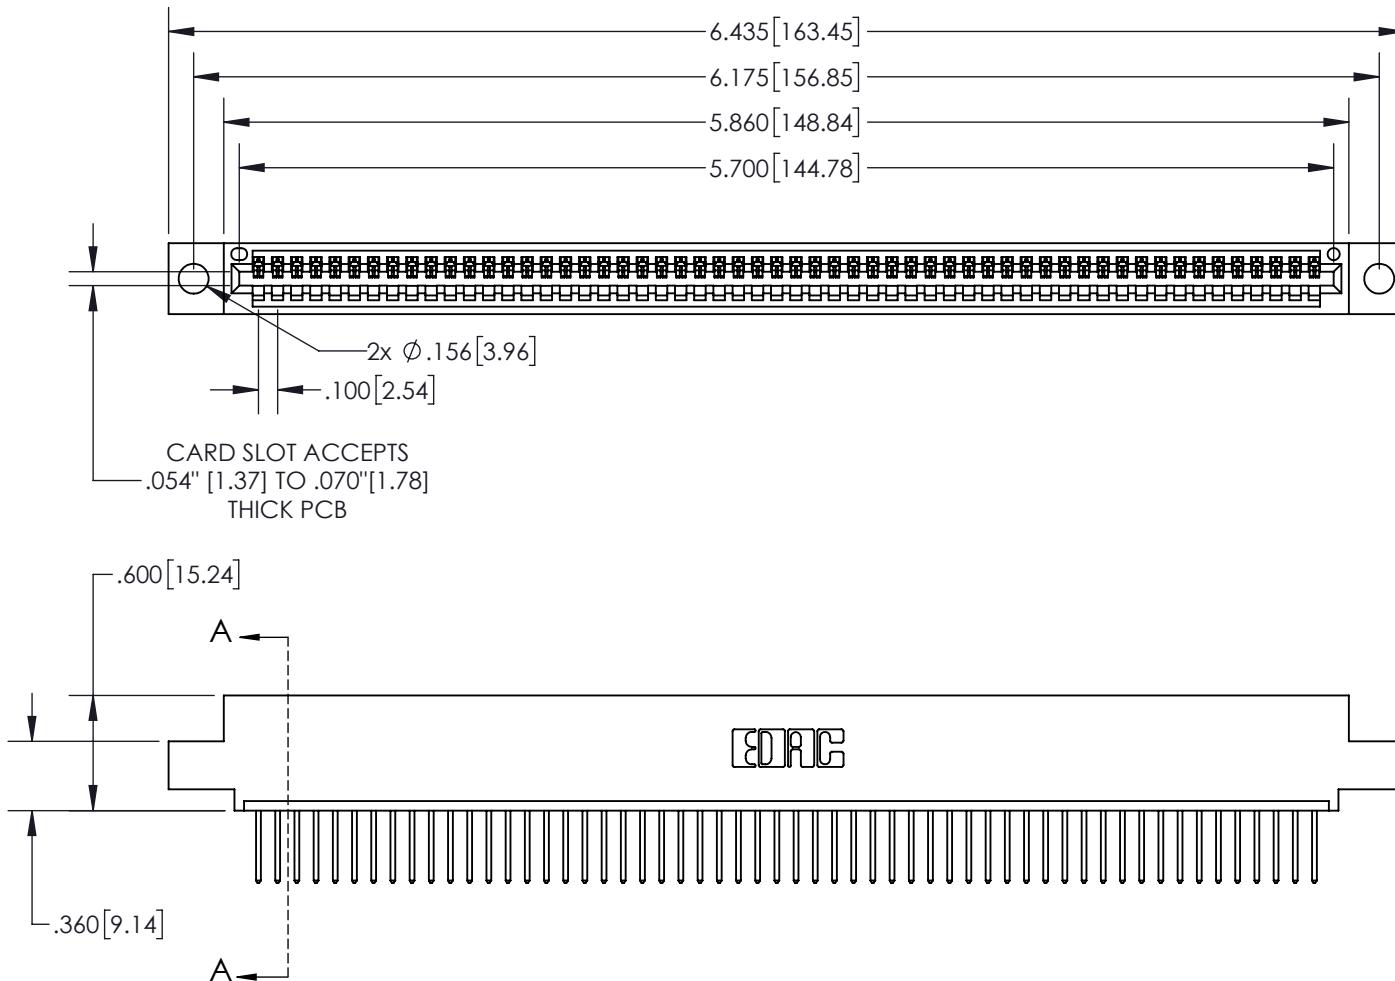 6.435[163.45]
6.175[156.85]
5.860[148.84]
5.700[144.78]
2x Ø.156[3.96]
.100[2.54]
CARD SLOT ACCEPTS
.054" [1.37] TO .070"[1.78]
THICK PCB
.600[15.24]
A
EDAC
.360[9.14]
A